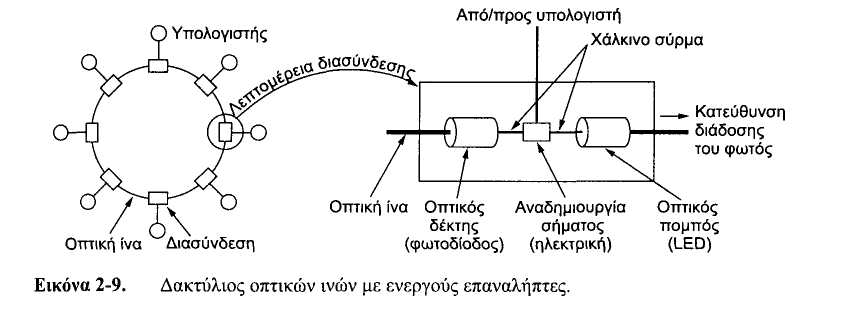 Υπολογιστής
Λεπτομέρεια διασύνδεσης
Οπτική ίνα
Διασύνδεση
Από/προς υπολογιστή
Χάλκινο σύρμα
Κατεύθυνση
διάδοσης
του φωτός
Οπτική ίνα
Οπτικός
δέκτης
(φωτοδίοδος)
Αναδημιουργία
σήματος
(ηλεκτρική)
Οπτικός
πομπός
(LED)
Εικόνα 2-9. Δακτύλιος οπτικών ινών με ενεργούς επαναλήπτες.